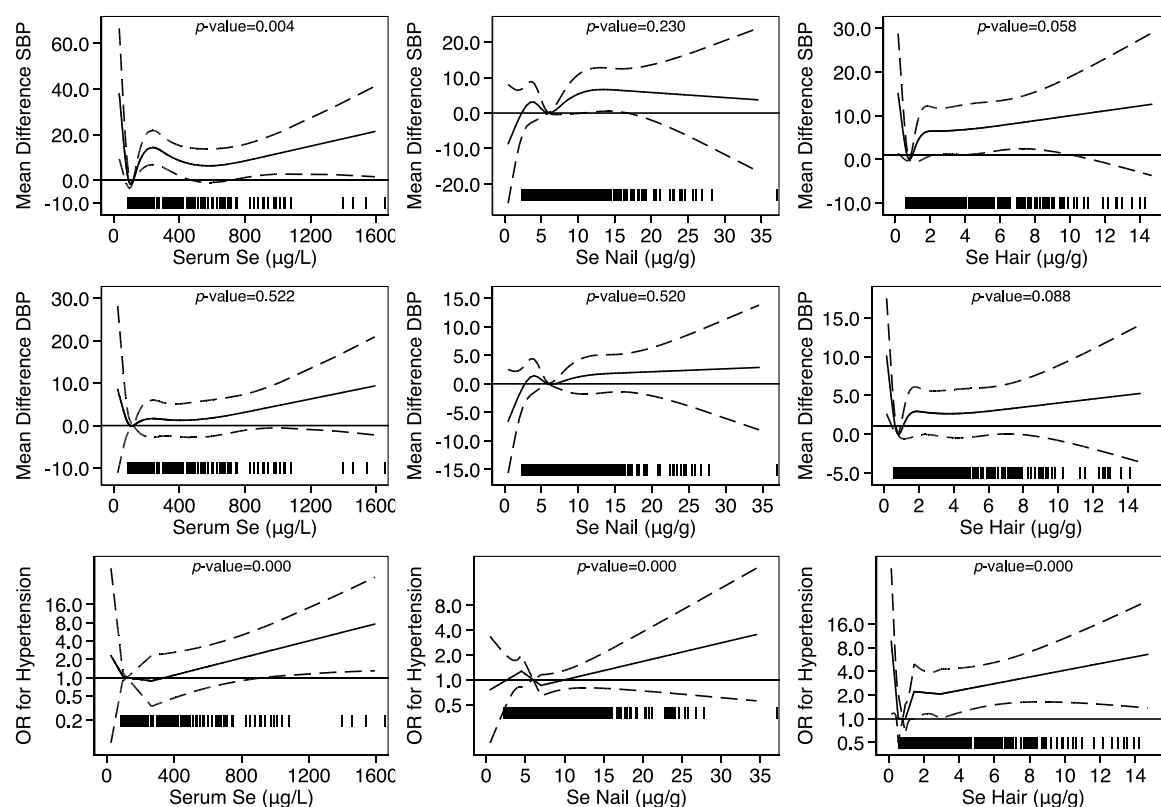 Mean Difference SBP
p-value=0.004
60.0
40.0
20.0
0.0
-10.0
0 400 800 1200 1600
Serum Se (µg/L)
Mean Difference SBP
p-value=0.230
20.0
10.0
0.0
-10.0
-20.0
0 5 10 15 20 25 30 35
Se Nail (µg/g)
Mean Difference SBP
p-value=0.058
30.0
20.0
10.0
0.0
-10.0
0 2 4 6 8 10 12 14
Se Hair (µg/g)
Mean Difference DBP
p-value=0.522
30.0
20.0
10.0
0.0
-10.0
0 400 800 1200 1600
Serum Se (µg/L)
Mean Difference DBP
p-value=0.520
15.0
10.0
5.0
0.0
-5.0
-10.0
-15.0
0 5 10 15 20 25 30 35
Se Nail (µg/g)
Mean Difference DBP
p-value=0.088
15.0
10.0
5.0
0.0
-5.0
0 2 4 6 8 10 12 14
Se Hair (µg/g)
OR for Hypertension
p-value=0.000
16.0
8.0
4.0
2.0
1.0
0.5
0.2
0 400 800 1200 1600
Serum Se (µg/L)
OR for Hypertension
p-value=0.000
8.0
4.0
2.0
1.0
0.5
0 5 10 15 20 25 30 35
Se Nail (µg/g)
OR for Hypertension
p-value=0.000
16.0
4.0
2.0
1.0
0.5
0 2 4 6 8 10 12 14
Se Hair (µg/g)